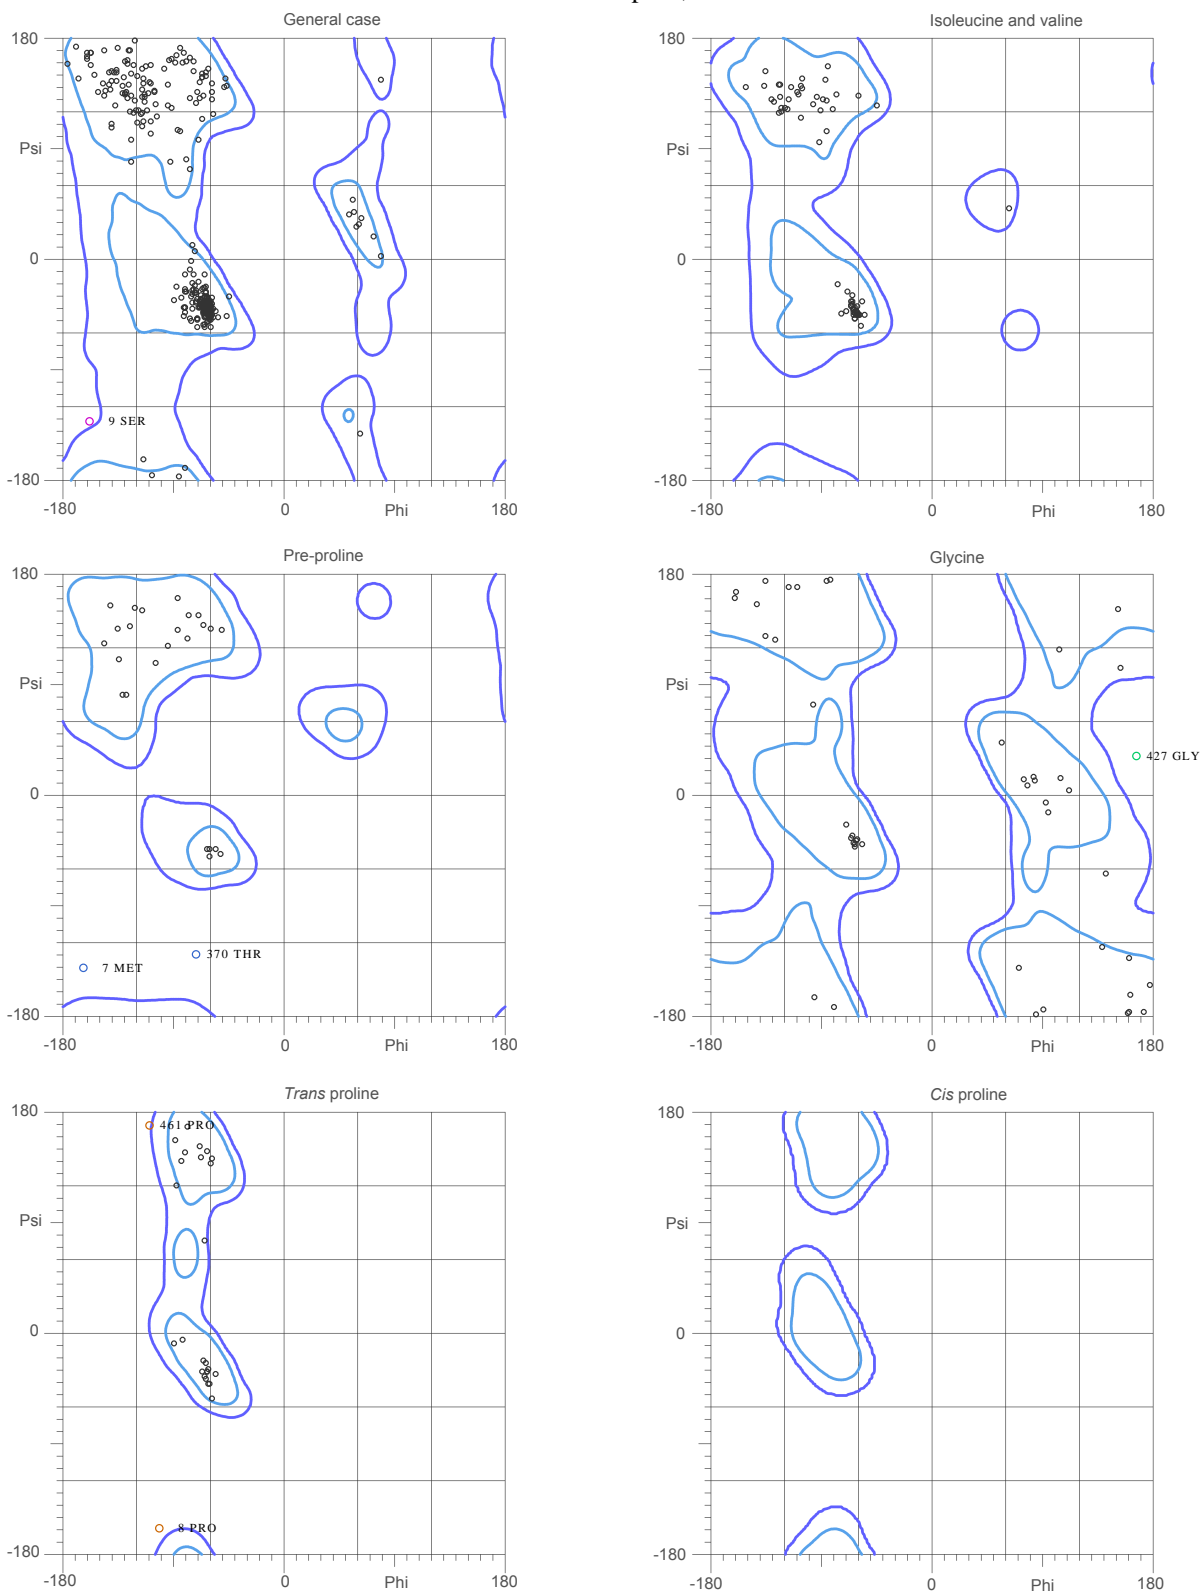 General case
180
Psi
0
-180
9 SER
-180
0
Phi
180
Isoleucine and valine
180
Psi
0
-180
-180
0
Phi
180
Pre-proline
180
Psi
0
-180
370 THR
7 MET
-180
0
Phi
180
Glycine
180
Psi
0
-180
427 GLY
-180
0
Phi
180
Trans proline
180
Psi
0
-180
461 PRO
8 PRO
-180
0
Phi
180
Cis proline
180
Psi
0
-180
-180
0
Phi
180